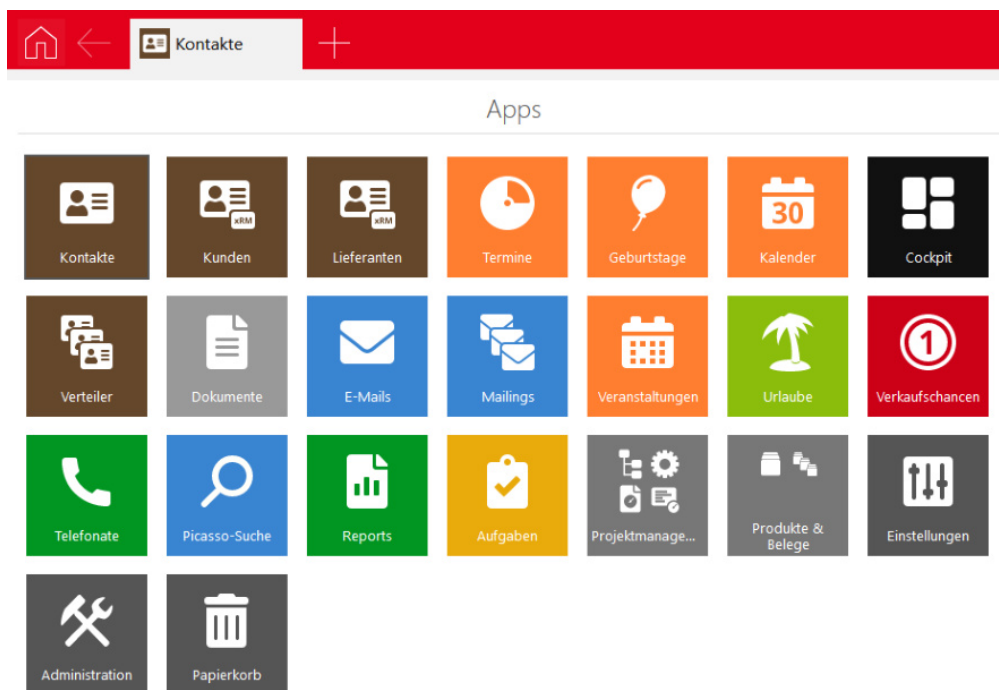 Kontakte
Apps
Kontakte
xRM
Kunden
xRM
Lieferanten
Termine
Geburtstage
30
Kalender
Cockpit
Verteiler
Dokumente
E-Mails
Mailings
Veranstaltungen
Urlaube
1
Verkaufschancen
Telefonate
Picasso-Suche
Reports
Aufgaben
Projektmanage...
Produkte &
Belege
Einstellungen
Administration
Papierkorb